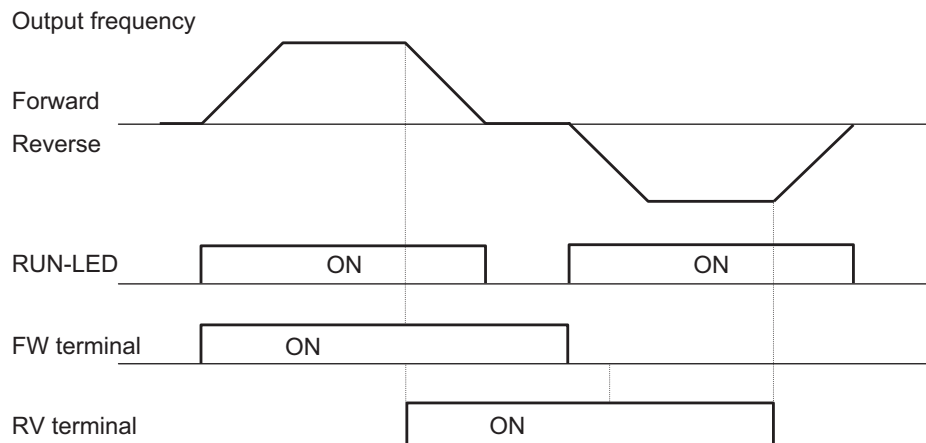 Output frequency
Forward
Reverse
RUN-LED
ON
ON
FW terminal
ON
RV terminal
ON